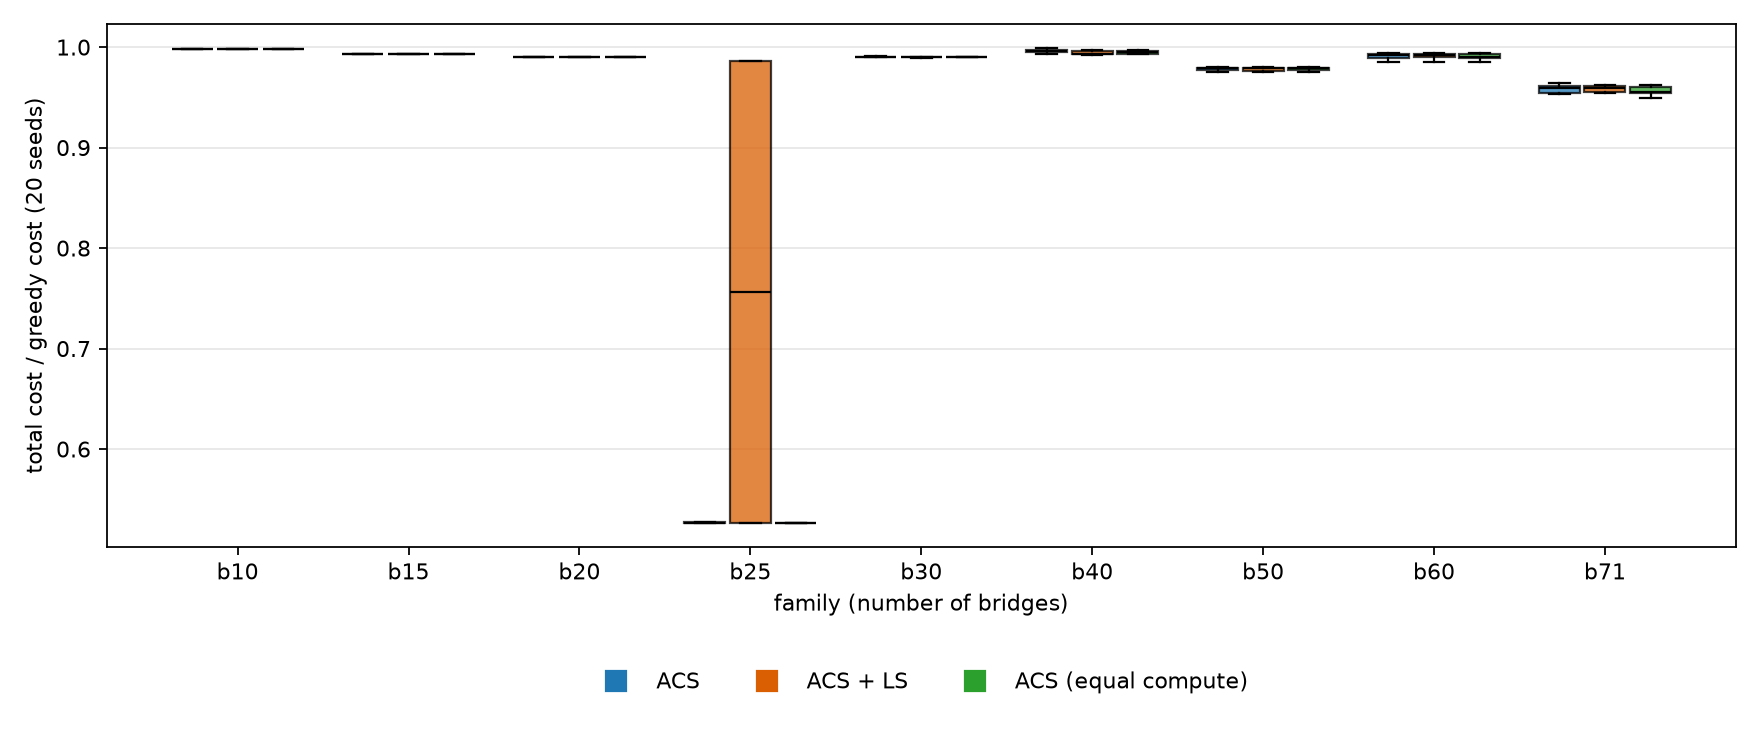 total cost / greedy cost (20 seeds)
1.0
0.9
0.8
0.7
0.6
b10 b15 b20 b25 b30 b40 b50 b60 b71
family (number of bridges)
ACS ACS + LS ACS (equal compute)